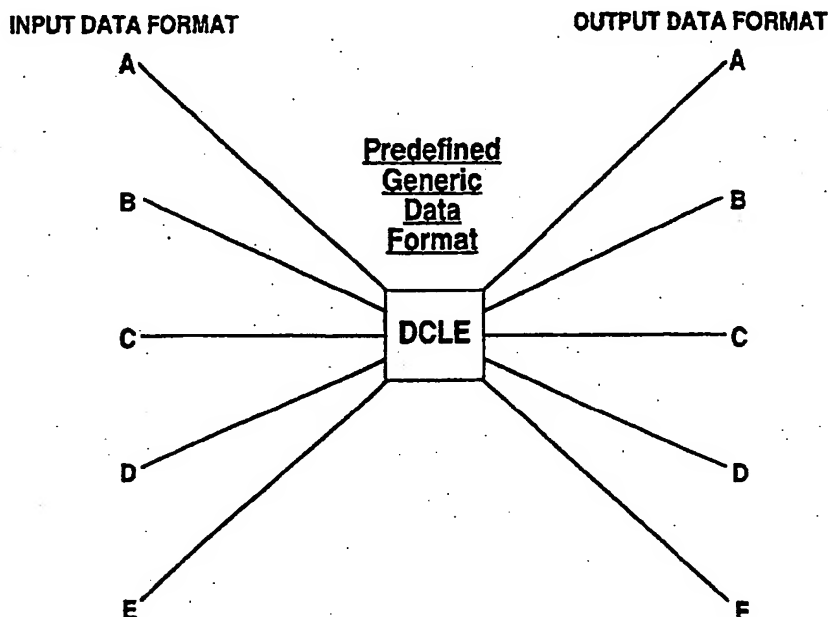 INPUT DATA FORMAT
OUTPUT DATA FORMAT
A
A
Predefined
Generic
Data
Format
B
B
DCLE
C
C
D
D
E